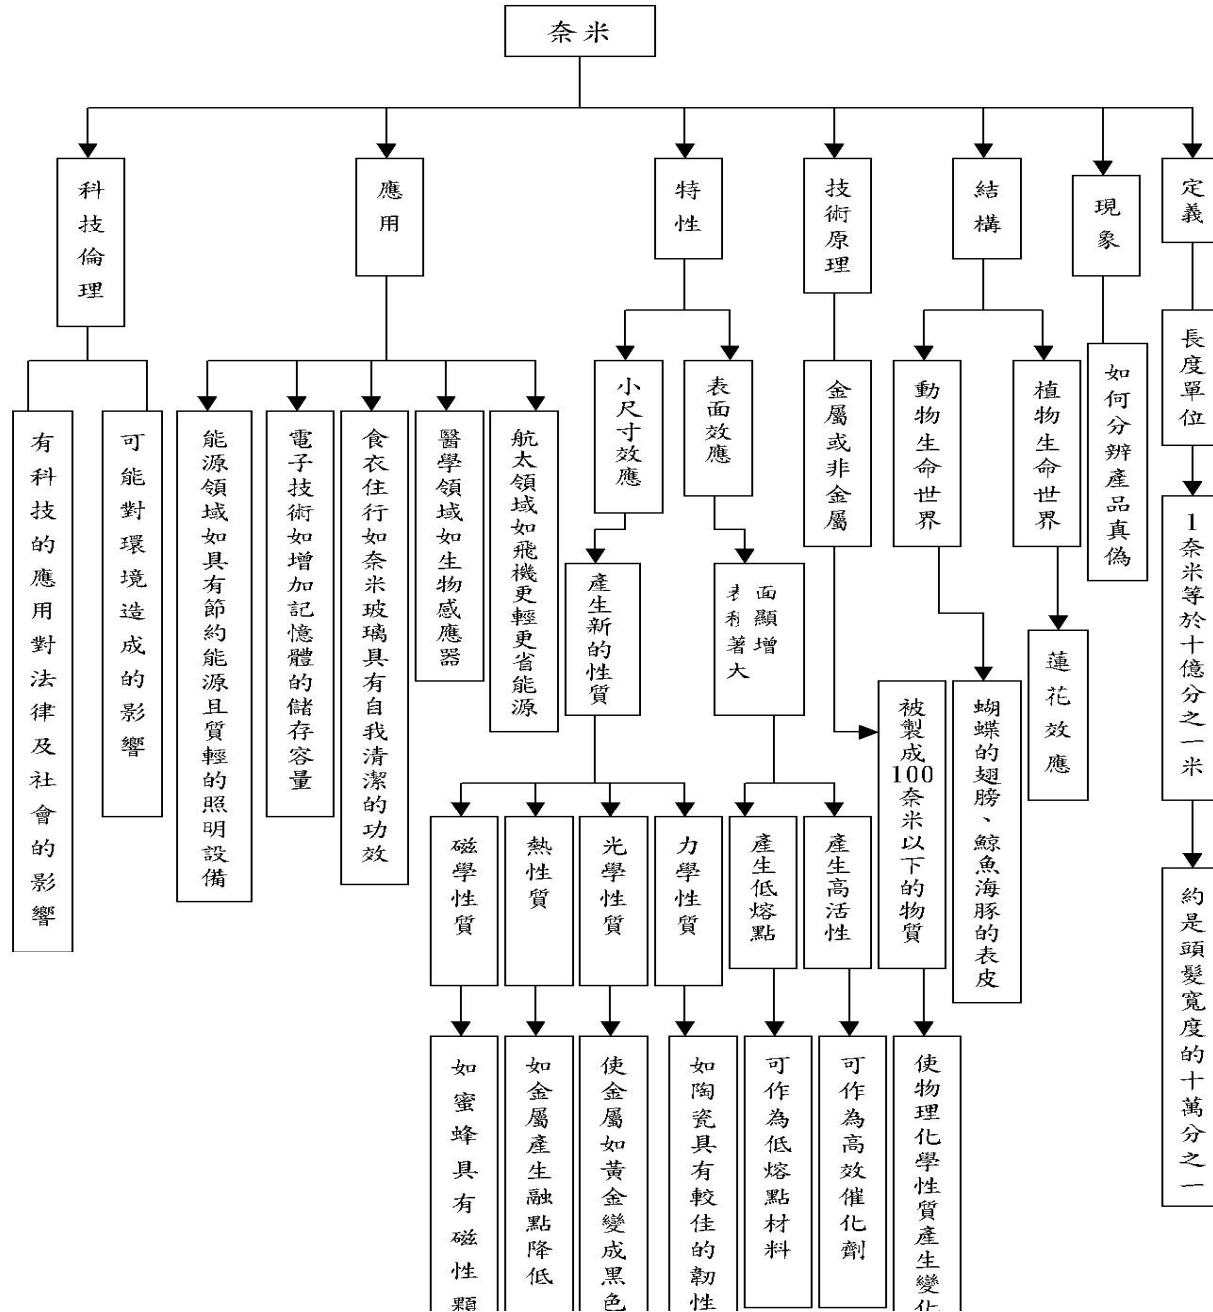 奈米
科技倫理
應用
特性
技術原理
結構
現象
定義
有科技的應用對法律及社會的影響
可能對環境造成的影響
能源領域如具有節約能源且質輕的照明設備
電子技術如增加記憶體的儲存容量
食衣住行如奈米玻璃具有自我清潔的功效
醫學領域如生物感應器
航太領域如飛機更輕更省能源
小尺寸效應
表面效應
金屬或非金屬
動物生命世界
植物生命世界
如何分辨產品真偽
長度單位
產生新的性質
面顯增
著大
被製成100奈米以下的物質
蝴蝶的翅膀、鯨魚海豚的表皮
蓮花效應
1奈米等於十億分之一米
磁學性質
熱性質
光學性質
力學性質
產生低熔點
產生高活性
約是頭髮寬度的十萬分之一
如蜜蜂具有磁性顆
如金屬產生融點降低
使金屬如黃金變成黑色
如陶瓷具有較佳的韌性
可作為低熔點材料
可作為高效催化劑
使物理化學性質產生變化